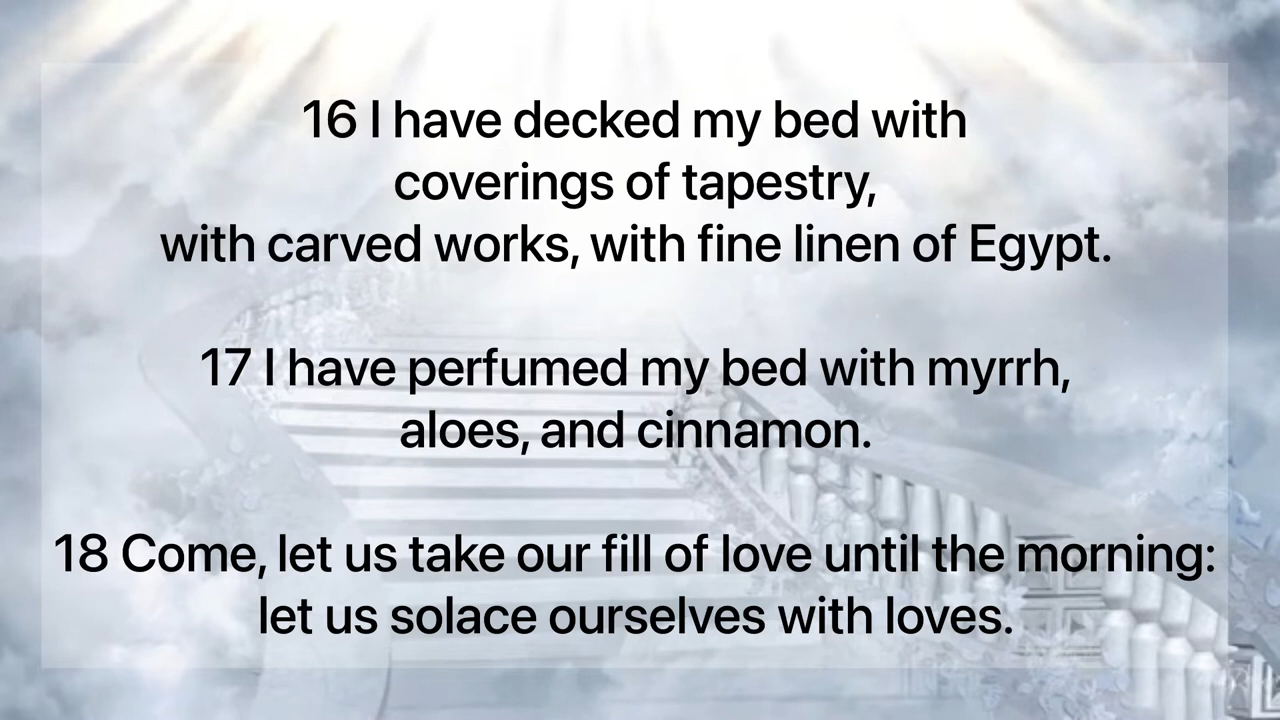 16 I have decked my bed with
coverings of tapestry,
with carved works, with fine linen of Egypt.
17 I have perfumed my bed with myrrh,
aloes, and cinnamon.
18 Come, let us take our fill of love until the morning:
let us solace ourselves with loves.